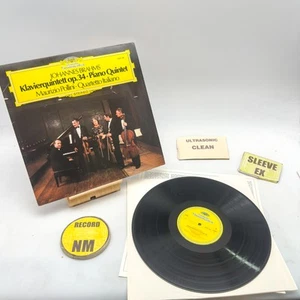 JOHANNES BRAHMS
Klavierquintett op. 34 · Piano Quintet
Maurizio Pollini · Quartetto Italiano
ULTRASONIC
CLEAN
SLEEVE
EX
RECORD
NM